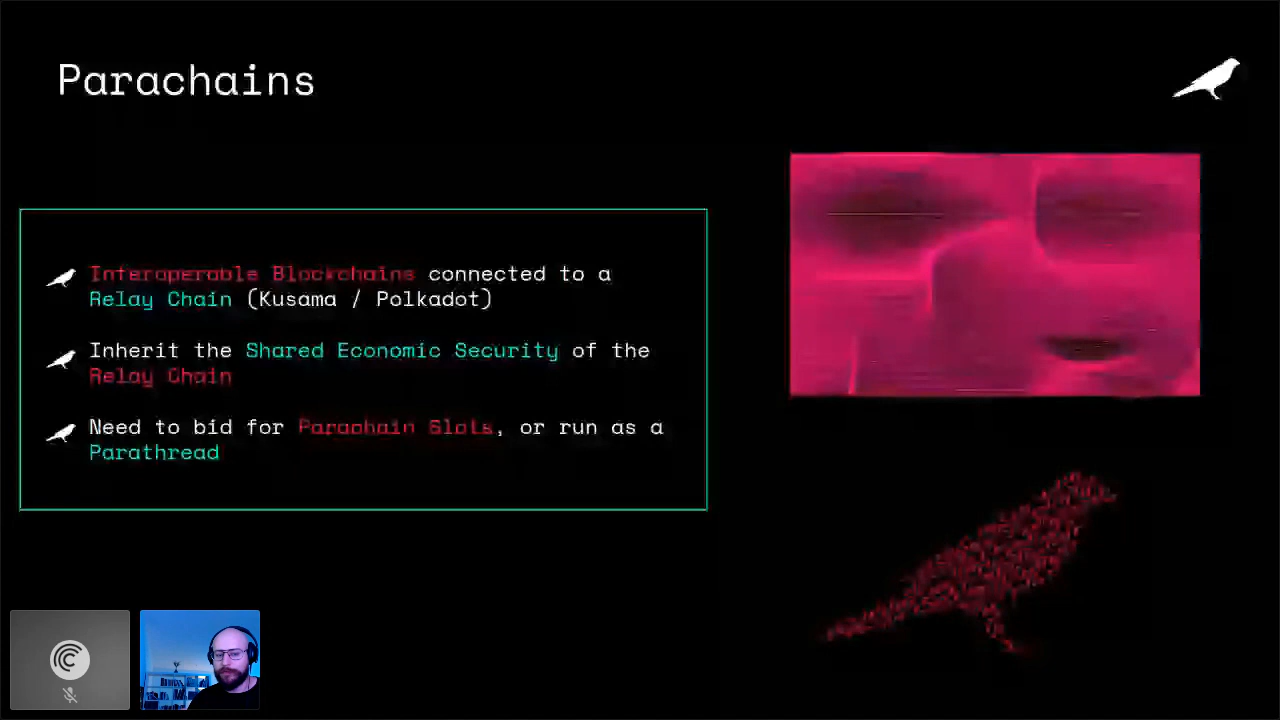 Parachains
Interoperable Blockchains connected to a
Relay Chain (Kusama / Polkadot)
Inherit the Shared Economic Security of the
Relay Chain
Need to bid for Parachain Slots, or run as a
Parathread